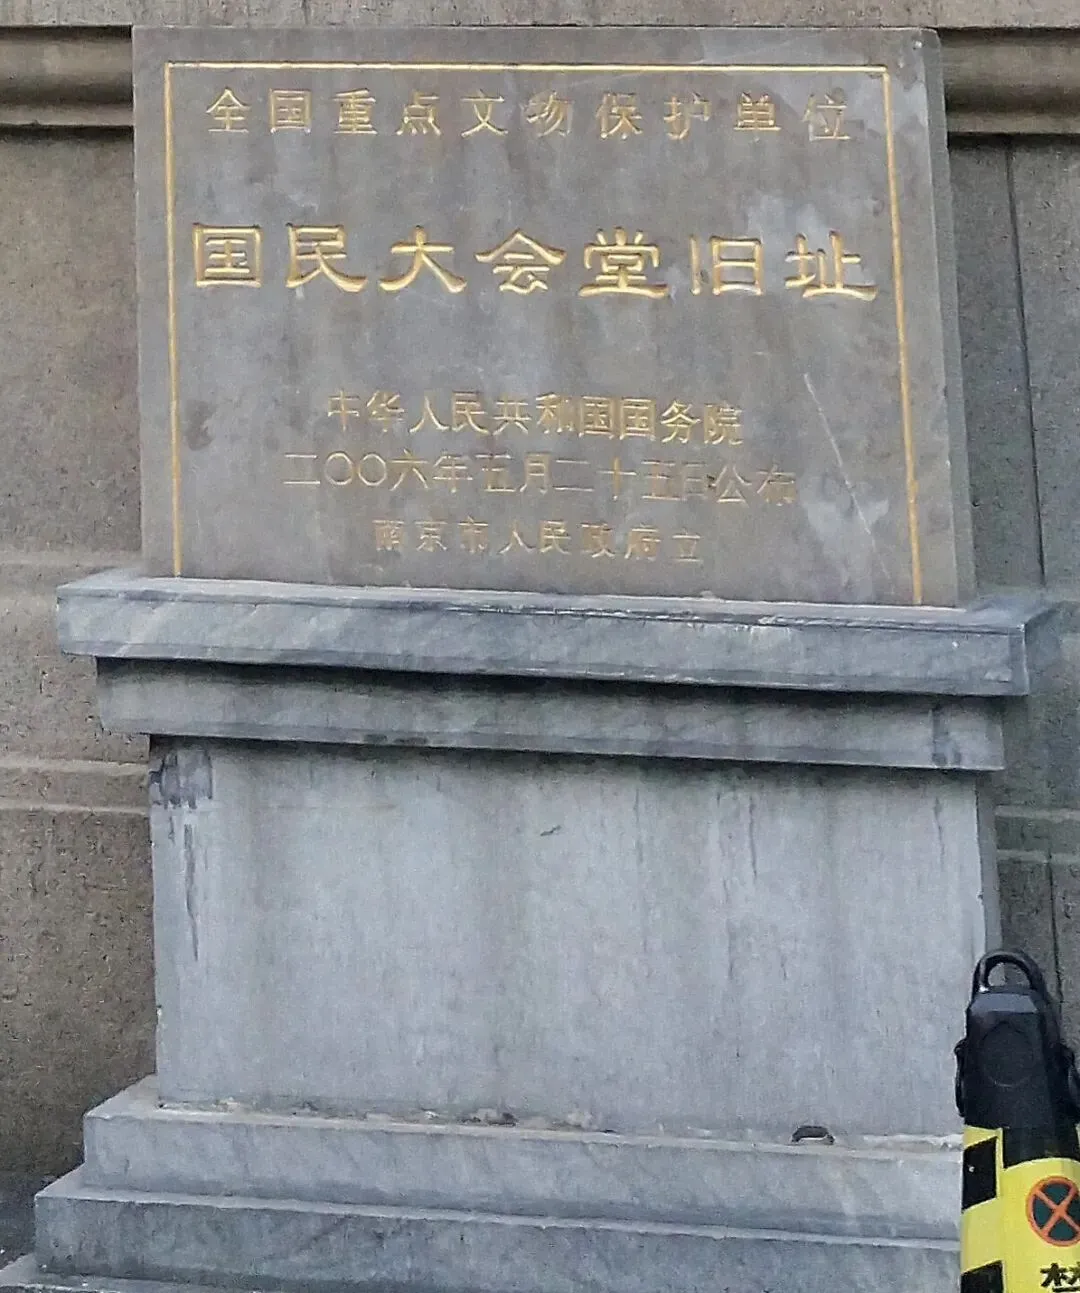 全国重点文物保护单位
国民大会堂旧址
中华人民共和国国务院
二〇〇六年五月二十五日公布
南京市人民政府立